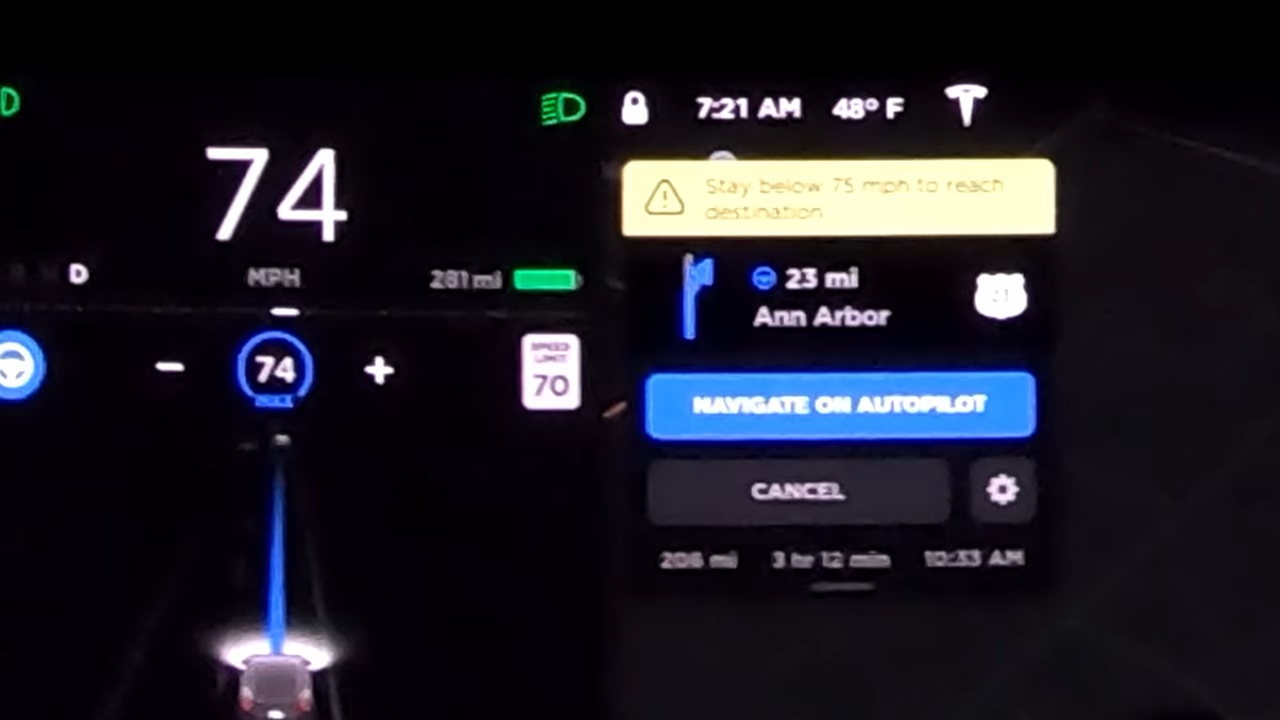 7:21 AM 48° F
74
MPH
D
281 mi
74
MAX
SPEED
LIMIT
70
Stay below 75 mph to reach
destination
23 mi
Ann Arbor
NAVIGATE ON AUTOPILOT
CANCEL
206 mi 3 hr 12 min 10:33 AM